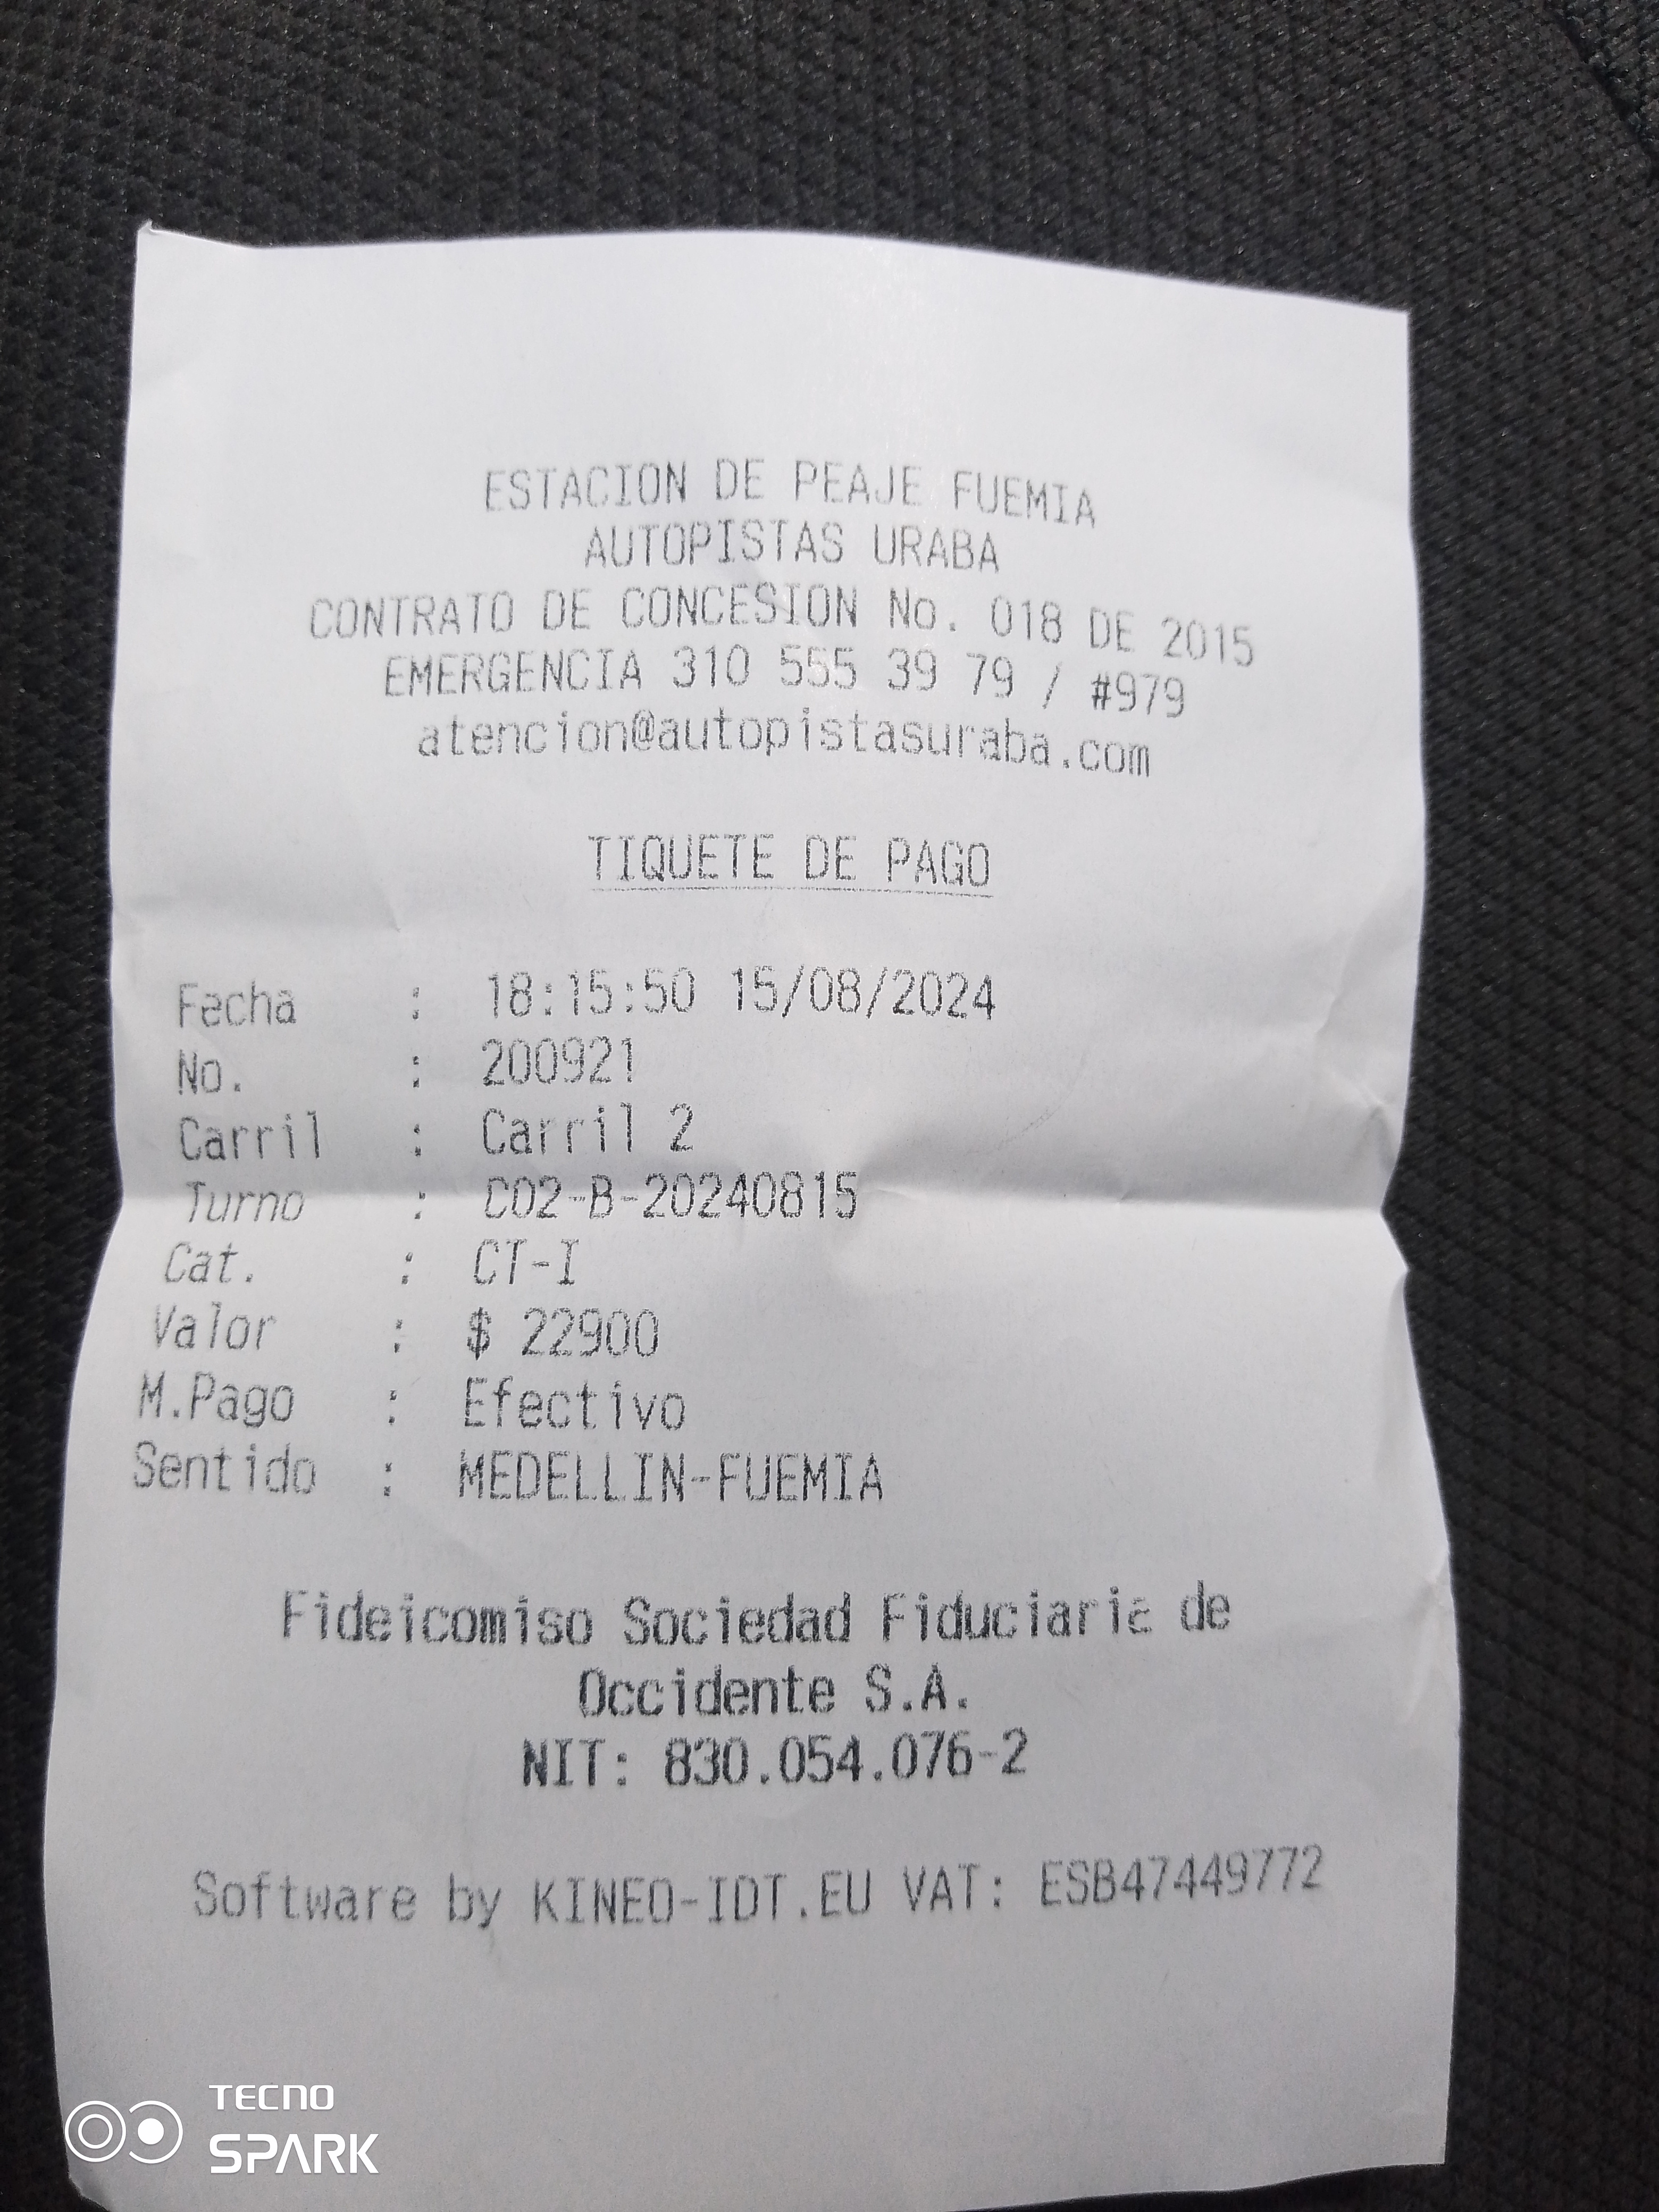 ESTACION DE PEAJE FUEMIA
AUTOPISTAS URABA
CONTRATO DE CONCESION No. 018 DE 2015
EMERGENCIA 310 555 39 79 / #979
atencion@autopistasuraba.com
TIQUETE DE PAGO
Fecha : 18:15:50 15/08/2024
No. : 200921
Carril : Carril 2
Turno : C02-B-20240815
Cat. : CT-I
Valor : $ 22900
M.Pago : Efectivo
Sentido : MEDELLIN-FUEMIA
Fideicomiso Sociedad Fiduciaria de
Occidente S.A.
NIT: 830.054.076-2
Software by KINEO-IDT.EU VAT: ESB47449772
TECNO
SPARK